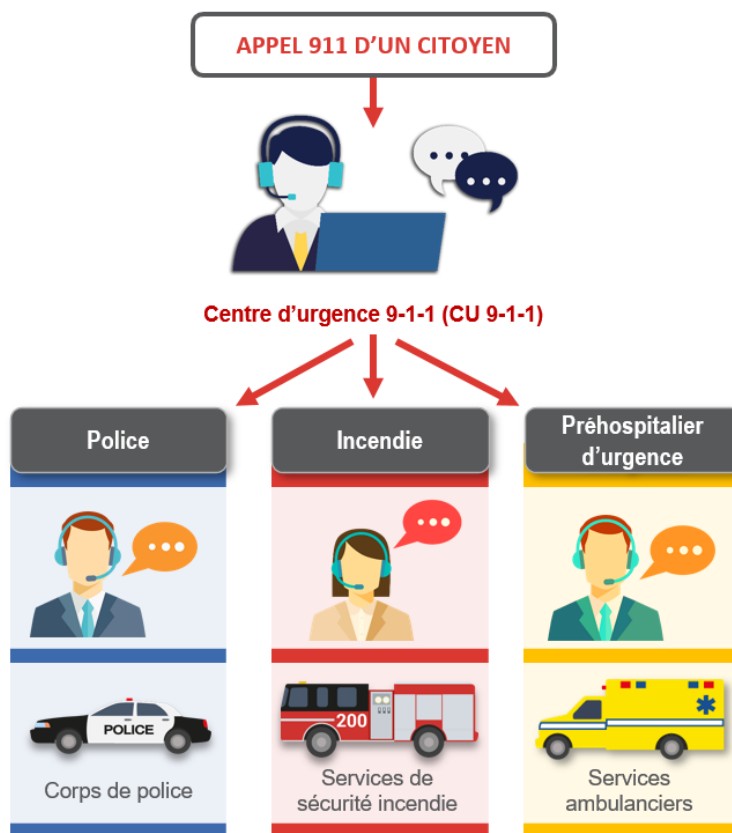 APPEL 911 D'UN CITOYEN
Centre d'urgence 9-1-1 (CU 9-1-1)
Police
Incendie
Préhospitalier
d'urgence
POLICE
200
Corps de police
Services de
sécurité incendie
Services
ambulanciers